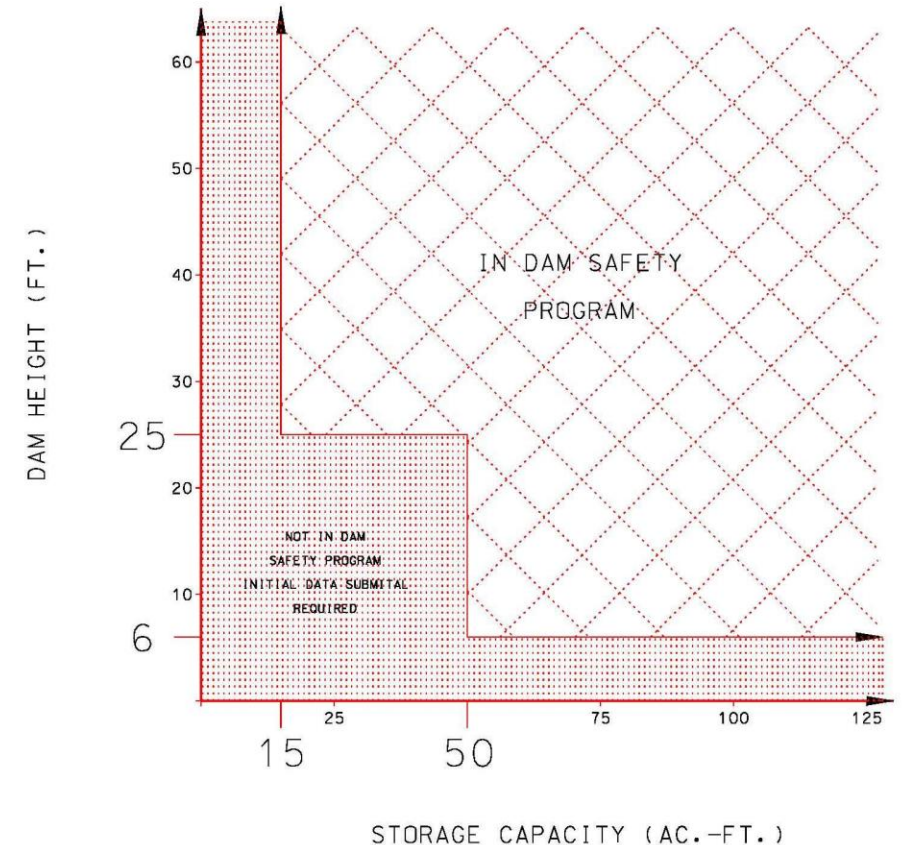 60
50
40
30
25
20
10
6
DAM HEIGHT (FT.)
IN DAM SAFETY
PROGRAM
NOT IN DAM
SAFETY PROGRAM
INITIAL DATA SUBMITAL
REQUIRED
15
25
50
75
100
125
STORAGE CAPACITY (AC.-FT.)